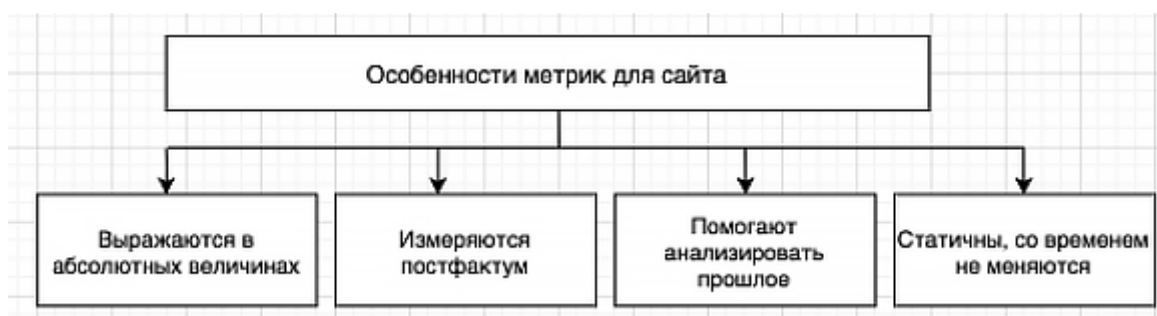 Особенности метрик для сайта
Выражаются в
абсолютных величинах
Измеряются
постфактум
Помогают
анализировать
прошлое
Статичны, со временем
не меняются